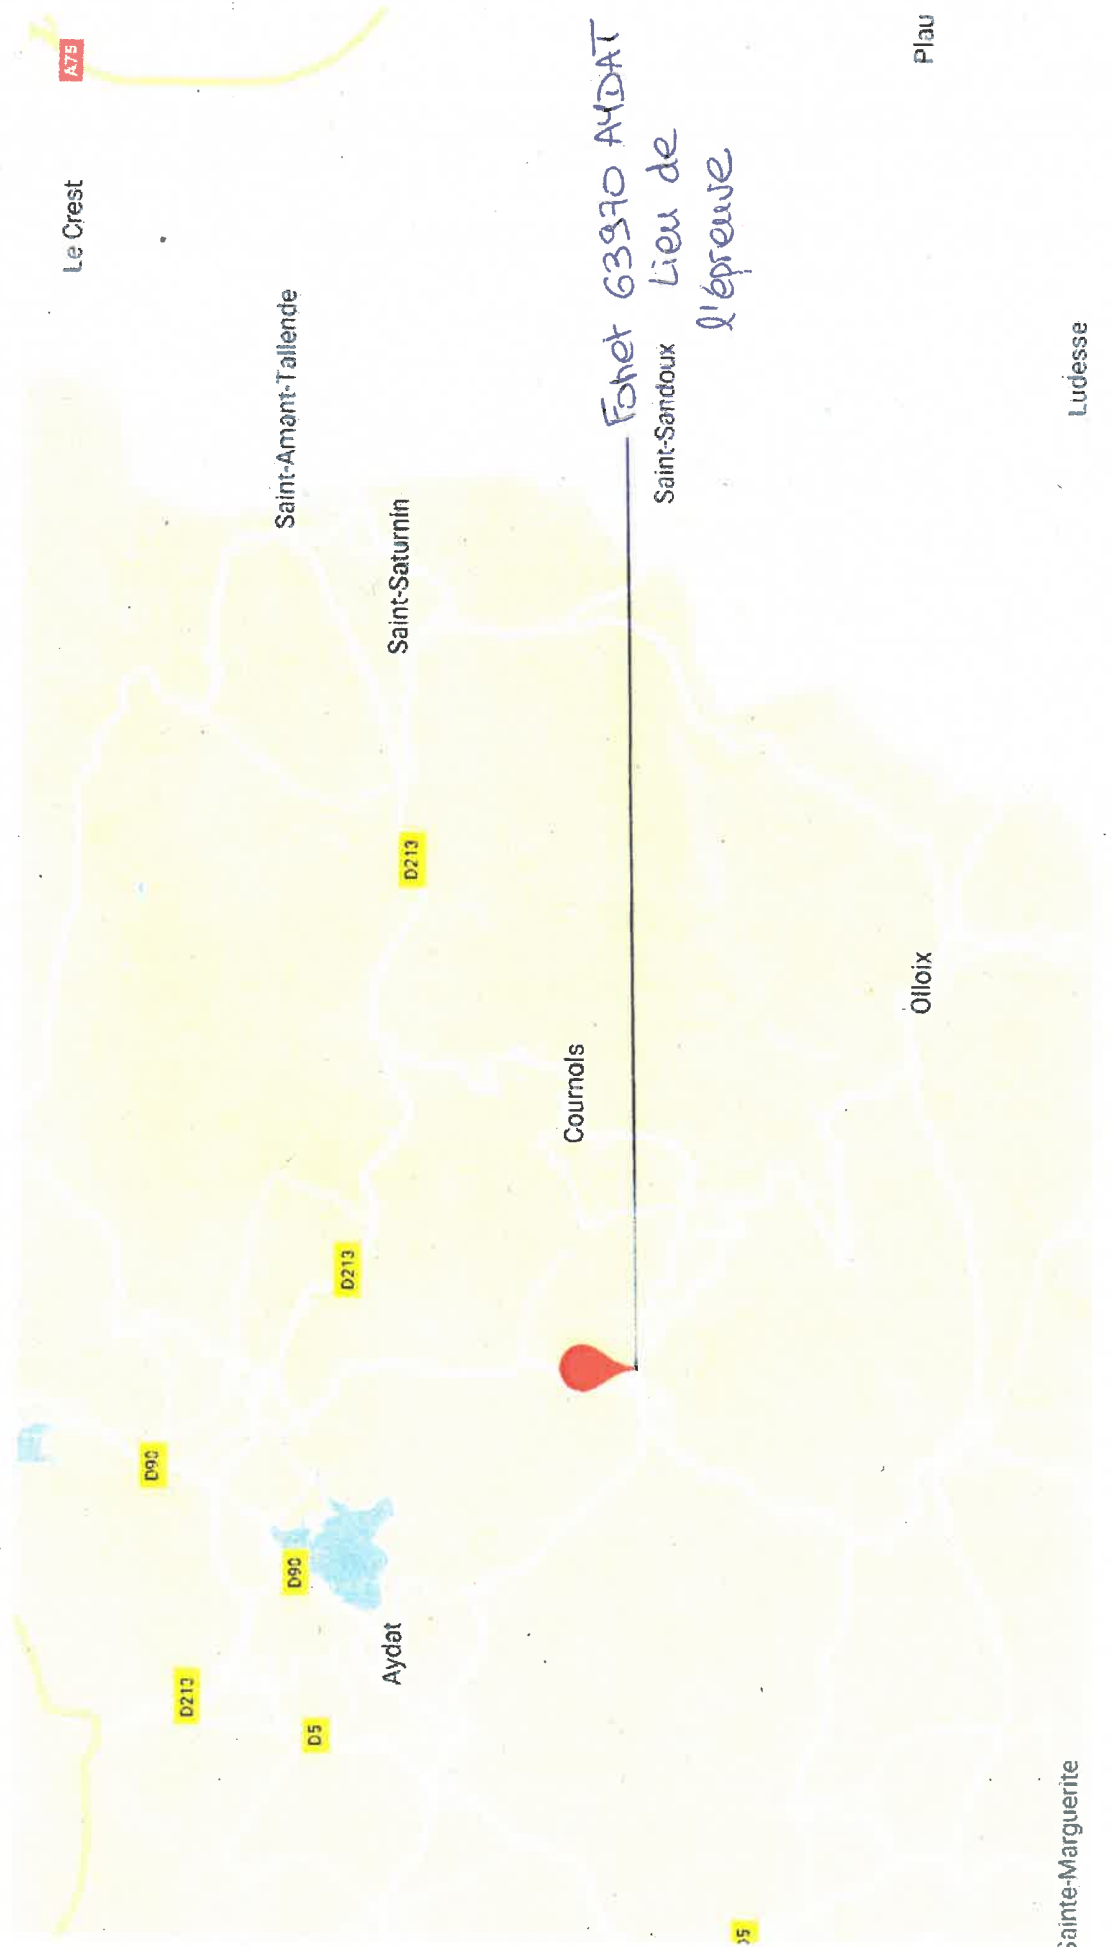 Le Crest
A75
D90
D213
Saint-Amant-Tallende
D90
D5
D213
Aydat
Saint-Saturnin
D213
Cournols
Fohet 63970 AYDAT
Lieu de
l'épreuve
Saint-Sandoux
Olloix
Plau
Sainte-Marguerite
Ludesse